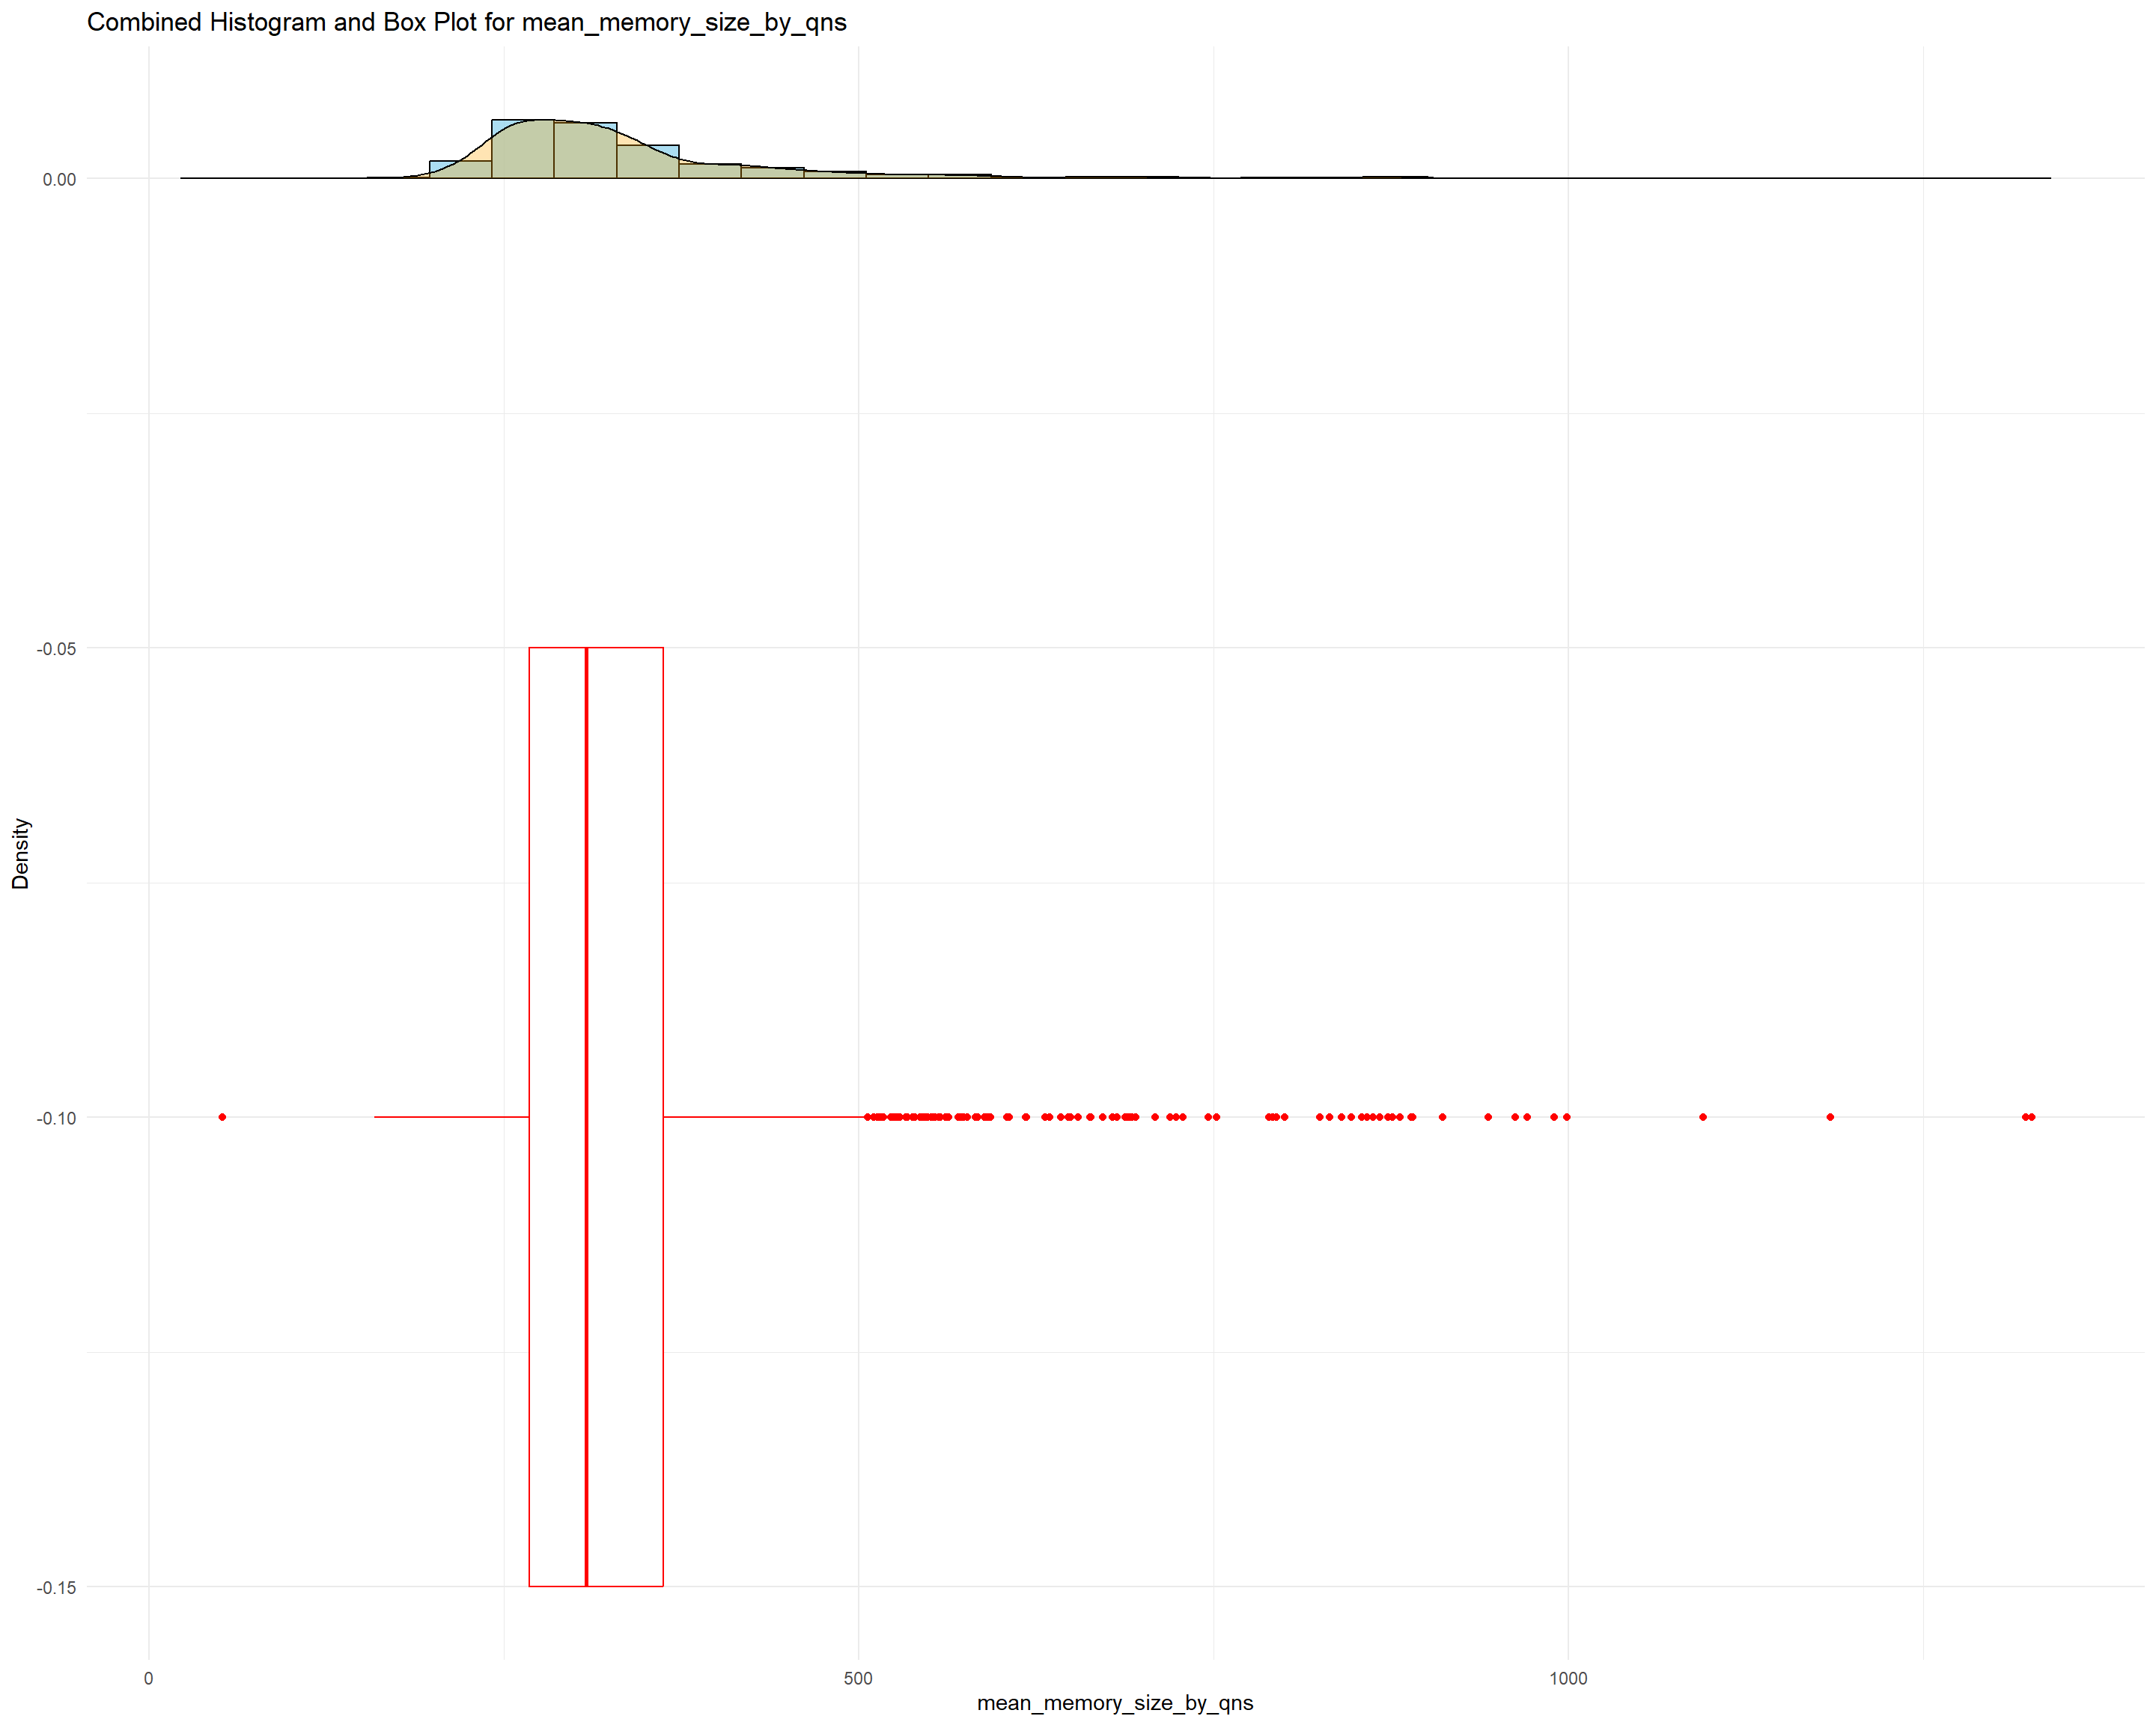 Combined Histogram and Box Plot for mean_memory_size_by_qns
0.00
-0.05
Density
-0.10
-0.15
0
500
1000
mean_memory_size_by_qns